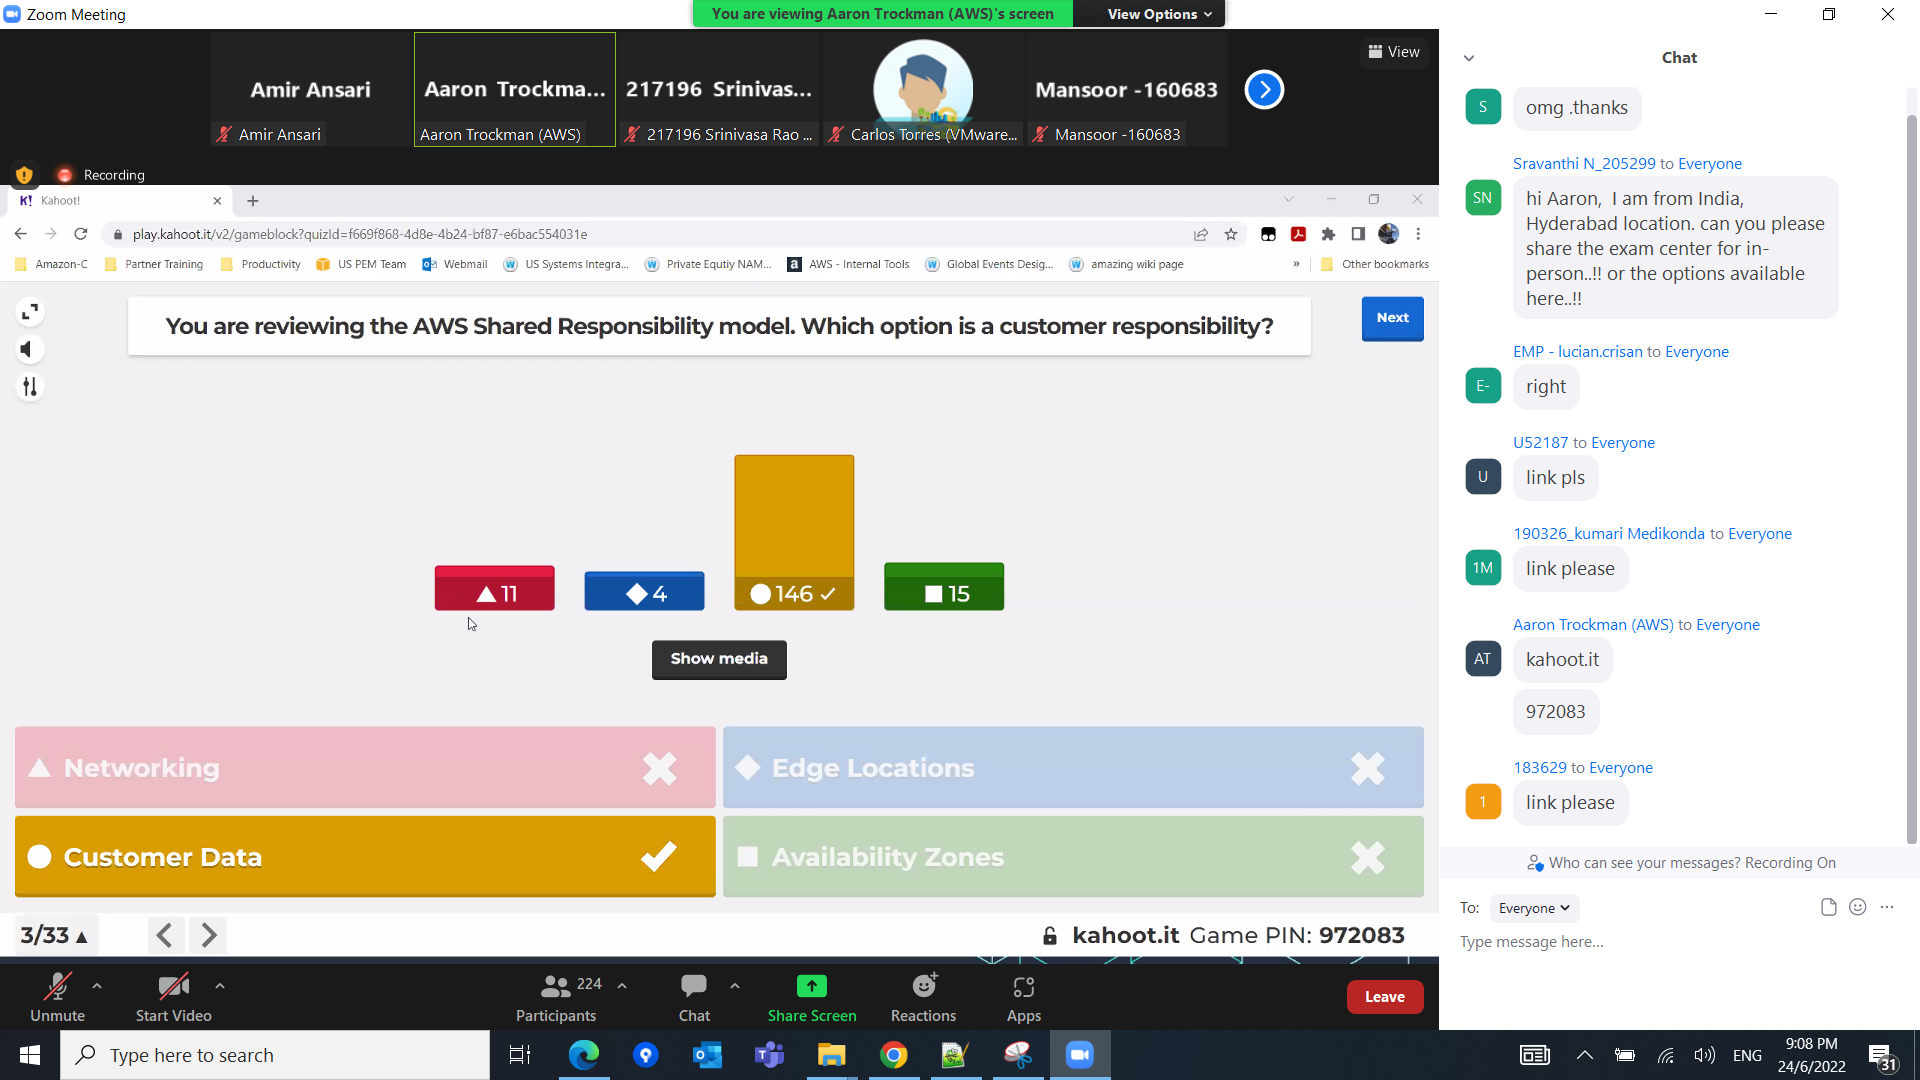 Zoom Meeting
You are viewing Aaron Trockman (AWS)'s screen
View Options
Amir Ansari
Aaron Trockma...
217196 Srinivas...
Mansoor -160683
View
Amir Ansari
Aaron Trockman (AWS)
217196 Srinivasa Rao ...
Carlos Torres (VMware...
Mansoor -160683
Recording
K! Kahoot!
play.kahoot.it/v2/gameblock?quizId=f669f868-4d8e-4b24-bf87-e6bac554031e
Amazon-C
Partner Training
Productivity
US PEM Team
Webmail
US Systems Integra...
Private Equtiy NAM...
AWS - Internal Tools
Global Events Desig...
amazing wiki page
»
Other bookmarks
You are reviewing the AWS Shared Responsibility model. Which option is a customer responsibility?
Next
11
4
146
15
Show media
Networking
Edge Locations
Customer Data
Availability Zones
3/33
kahoot.it Game PIN: 972083
Unmute
Start Video
224
Participants
Chat
Share Screen
Reactions
Apps
Leave
Chat
S
omg .thanks
Sravanthi N_205299 to Everyone
SN
hi Aaron, I am from India,
Hyderabad location. can you please
share the exam center for in-
person..!! or the options available
here..!!
EMP - lucian.crisan to Everyone
E-
right
U52187 to Everyone
U
link pls
190326_kumari Medikonda to Everyone
1M
link please
Aaron Trockman (AWS) to Everyone
AT
kahoot.it
972083
183629 to Everyone
1
link please
Who can see your messages? Recording On
To: Everyone
Type message here...
Type here to search
ENG
9:08 PM
24/6/2022
31